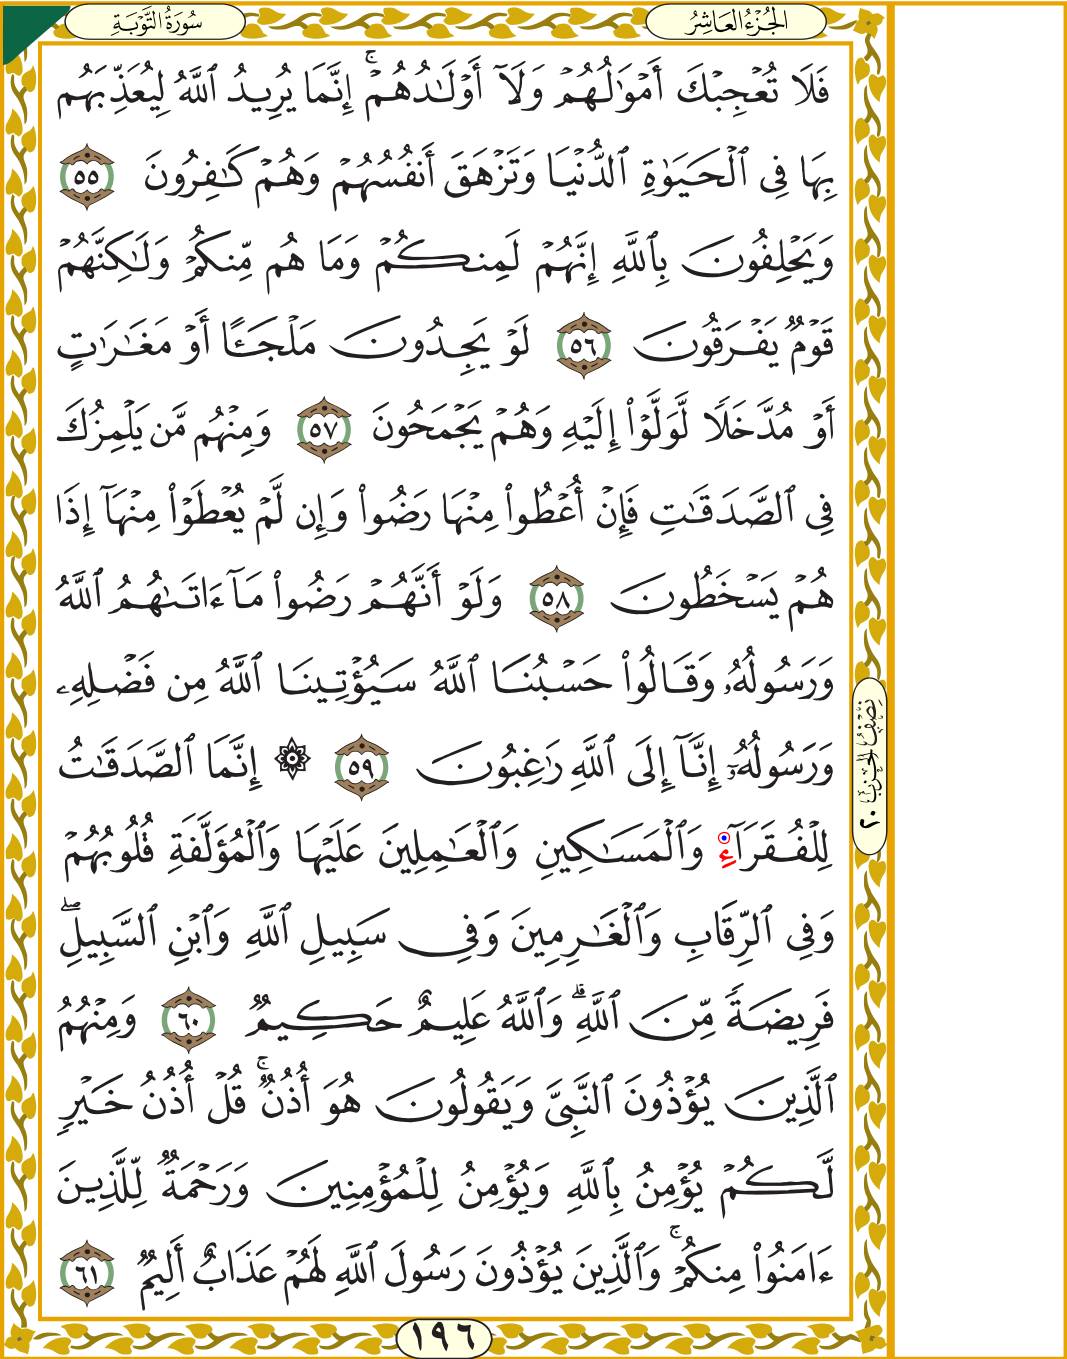 سُورَةُ التَّوْبَةِ
الجُزْءُ العَاشِرُ
فَلَا تُعْجِبْكَ أَمْوَٰلُهُمْ وَلَآ أَوْلَٰدُهُمْ ۚ إِنَّمَا يُرِيدُ ٱللَّهُ لِيُعَذِّبَهُم
بِهَا فِى ٱلْحَيَوٰةِ ٱلدُّنْيَا وَتَزْهَقَ أَنفُسُهُمْ وَهُمْ كَٰفِرُونَ ٥٥
وَيَحْلِفُونَ بِٱللَّهِ إِنَّهُمْ لَمِنكُمْ وَمَا هُم مِّنكُمْ وَلَٰكِنَّهُمْ
قَوْمٌ يَفْرَقُونَ ٥٦ لَوْ يَجِدُونَ مَلْجَـًٔا أَوْ مَغَٰرَٰتٍ
أَوْ مُدَّخَلًا لَّوَلَّوْا۟ إِلَيْهِ وَهُمْ يَجْمَحُونَ ٥٧ وَمِنْهُم مَّن يَلْمِزُكَ
فِى ٱلصَّدَقَٰتِ فَإِنْ أُعْطُوا۟ مِنْهَا رَضُوا۟ وَإِن لَّمْ يُعْطَوْا۟ مِنْهَآ إِذَا
هُمْ يَسْخَطُونَ ٥٨ وَلَوْ أَنَّهُمْ رَضُوا۟ مَآ ءَاتَىٰهُمُ ٱللَّهُ
وَرَسُولُهُۥ وَقَالُوا۟ حَسْبُنَا ٱللَّهُ سَيُؤْتِينَا ٱللَّهُ مِن فَضْلِهِۦ
وَرَسُولُهُۥٓ إِنَّآ إِلَى ٱللَّهِ رَٰغِبُونَ ٥٩ ۞ إِنَّمَا ٱلصَّدَقَٰتُ
لِلْفُقَرَآءِ وَٱلْمَسَٰكِينِ وَٱلْعَٰمِلِينَ عَلَيْهَا وَٱلْمُؤَلَّفَةِ قُلُوبُهُمْ
وَفِى ٱلرِّقَابِ وَٱلْغَٰرِمِينَ وَفِى سَبِيلِ ٱللَّهِ وَٱبْنِ ٱلسَّبِيلِ ۖ
فَرِيضَةً مِّنَ ٱللَّهِ ۗ وَٱللَّهُ عَلِيمٌ حَكِيمٌ ٦٠ وَمِنْهُمُ
ٱلَّذِينَ يُؤْذُونَ ٱلنَّبِىَّ وَيَقُولُونَ هُوَ أُذُنٌ ۚ قُلْ أُذُنُ خَيْرٍ
لَّكُمْ يُؤْمِنُ بِٱللَّهِ وَيُؤْمِنُ لِلْمُؤْمِنِينَ وَرَحْمَةٌ لِّلَّذِينَ
ءَامَنُوا۟ مِنكُمْ ۚ وَٱلَّذِينَ يُؤْذُونَ رَسُولَ ٱللَّهِ لَهُمْ عَذَابٌ أَلِيمٌ ٦١
نِصْفُ الحِزْبِ ٢٠
١٩٦